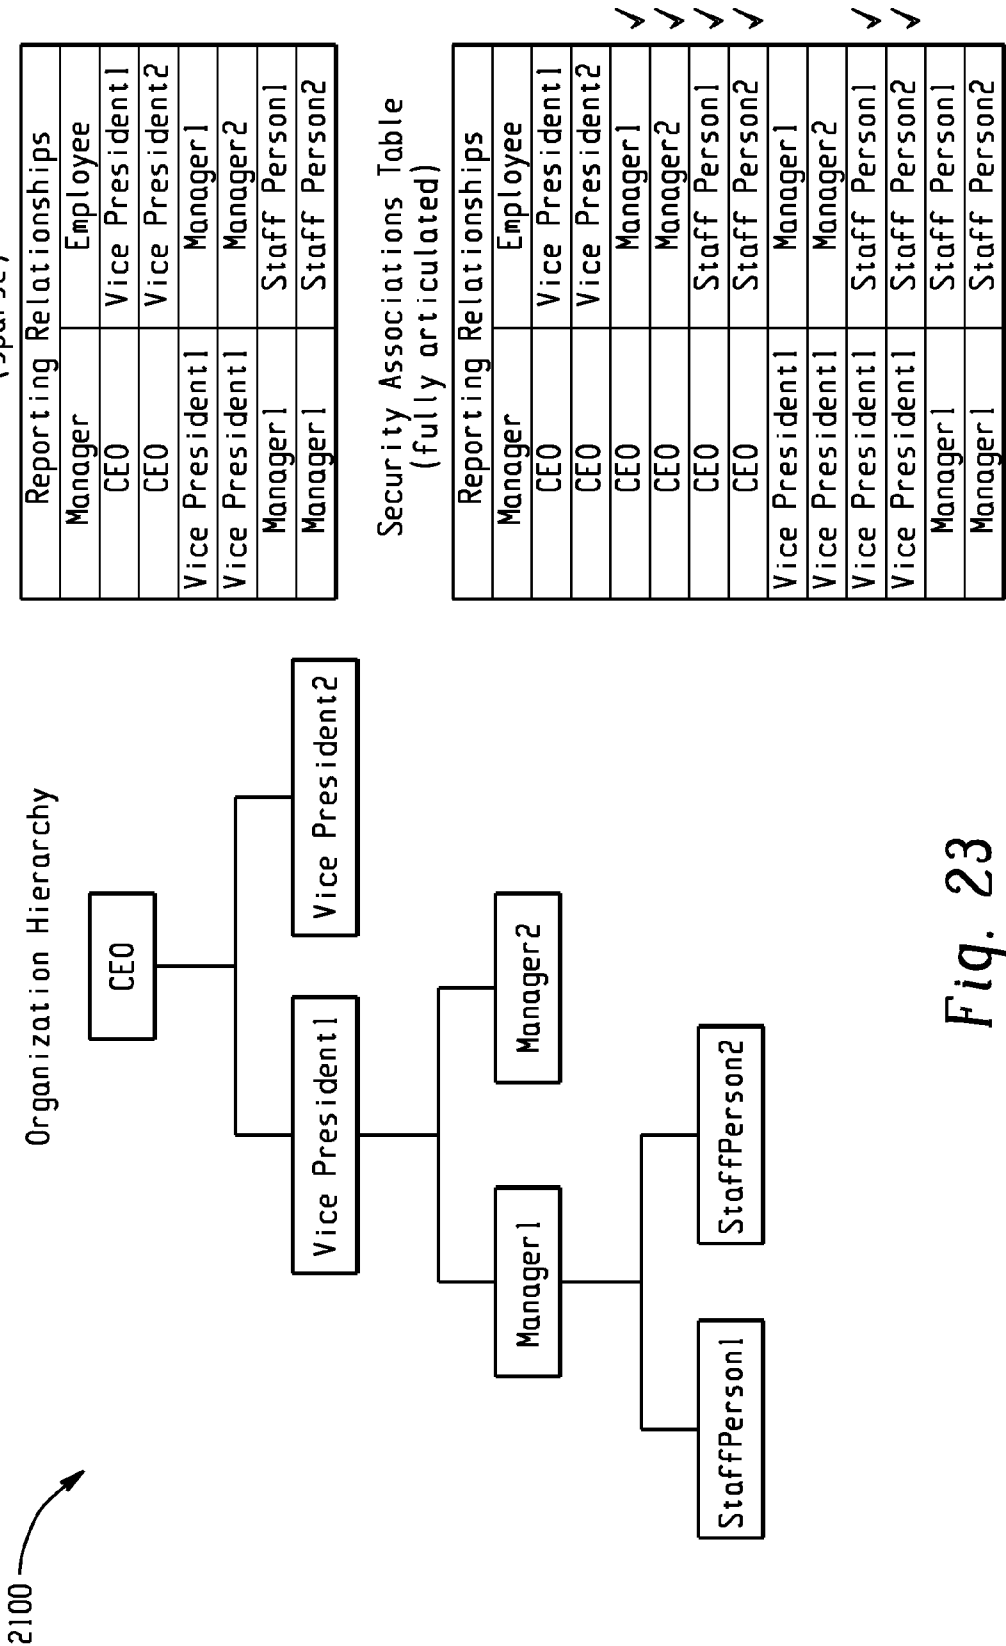 2100
Organization Hierarchy
CEO
Vice President1
Vice President2
Manager1
Manager2
StaffPerson1
StaffPerson2
Reporting Relationships
Manager Employee
CEO Vice President1
CEO Vice President2
Vice President1 Manager1
Vice President1 Manager2
Manager1 Staff Person1
Manager1 Staff Person2
Security Association Table
(fully articulated)
Reporting Relationships
Manager Employee
CEO Vice President1
CEO Vice President2
CEO Manager1 ✓
CEO Manager2 ✓
CEO Staff Person1 ✓
CEO Staff Person2 ✓
Vice President1 Manager1
Vice President1 Manager2
Vice President1 Staff Person1 ✓
Vice President1 Staff Person2 ✓
Manager1 Staff Person1
Manager1 Staff Person2
Fig. 23